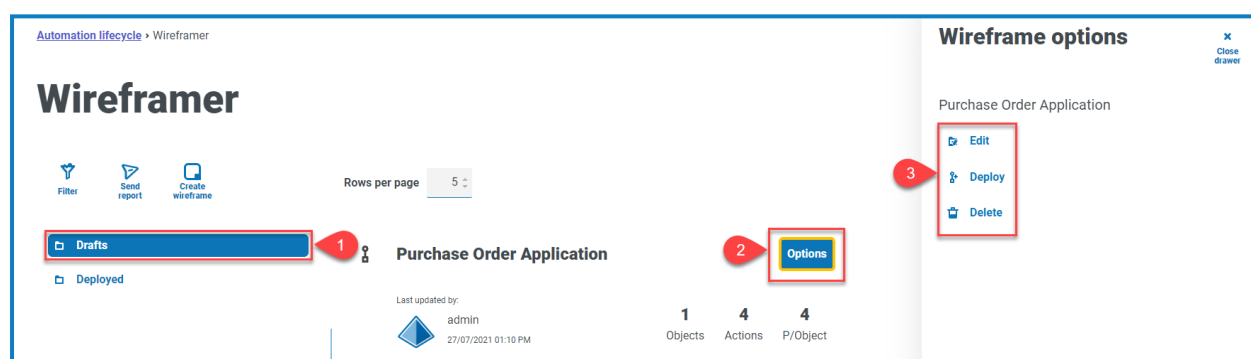 Automation lifecycle › Wireframer
Wireframer
Filter
Send report
Create wireframe
Rows per page 5
Drafts
Deployed
1
Purchase Order Application
2
Options
Last updated by:
admin
27/07/2021 01:10 PM
1 4 4
Objects Actions P/Object
Wireframe options
Close drawer
Purchase Order Application
3
Edit
Deploy
Delete